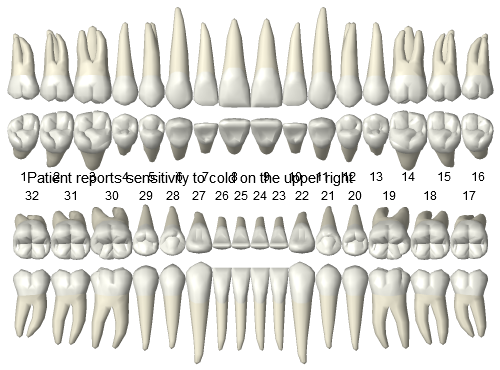 1 2 3 4 5 6 7 8 9 10 11 12 13 14 15 16
Patient reports sensitivity to cold on the upper right
32 31 30 29 28 27 26 25 24 23 22 21 20 19 18 17